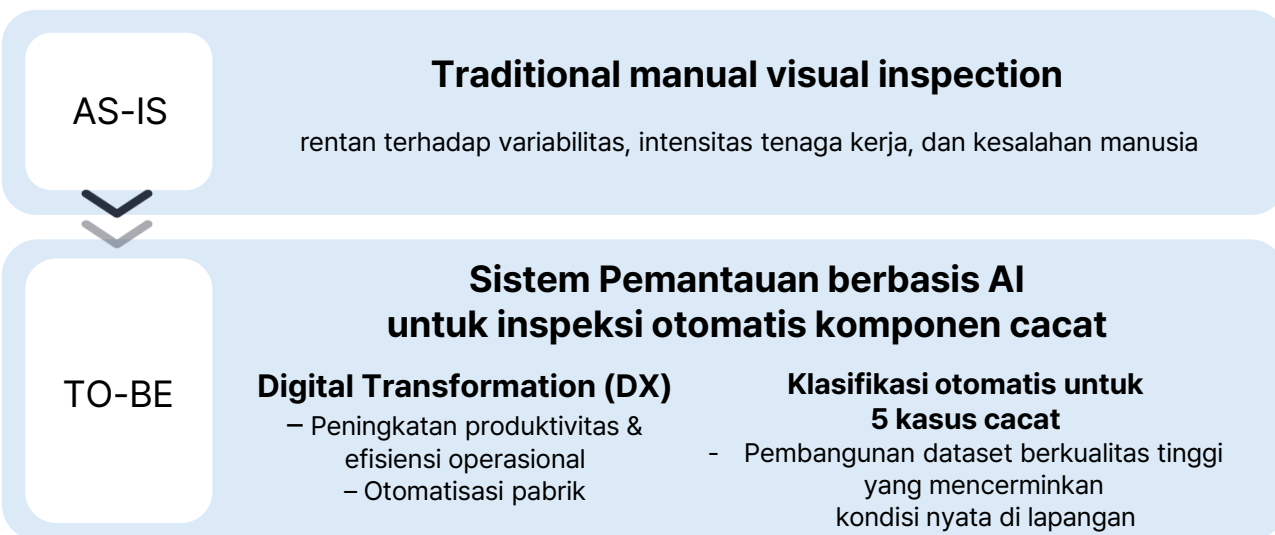 AS-IS
Traditional manual visual inspection
rentan terhadap variabilitas, intensitas tenaga kerja, dan kesalahan manusia
TO-BE
Sistem Pemantauan berbasis AI
untuk inspeksi otomatis komponen cacat
Digital Transformation (DX)
– Peningkatan produktivitas &
efisiensi operasional
– Otomatisasi pabrik
Klasifikasi otomatis untuk
5 kasus cacat
- Pembangunan dataset berkualitas tinggi
yang mencerminkan
kondisi nyata di lapangan